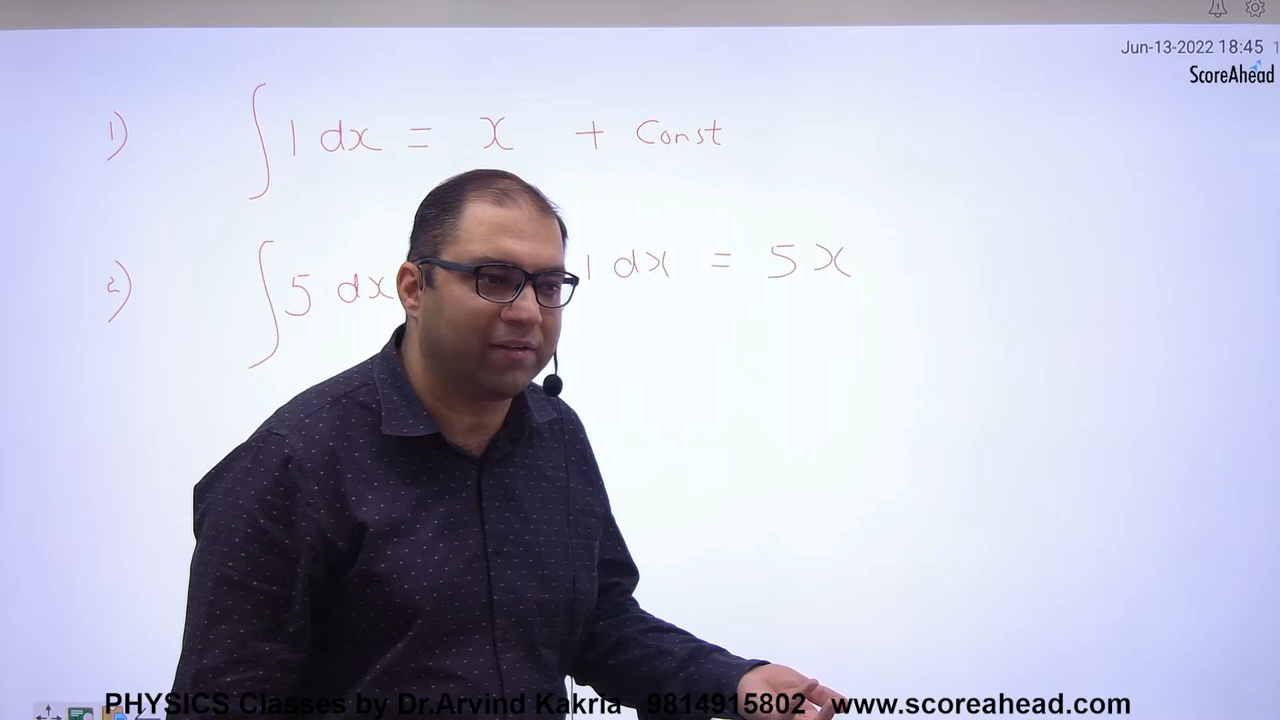 Jun-13-2022 18:45 1
ScoreAhead
1) ∫ 1 dx = x + Const
2) ∫ 5 dx 1 dx = 5x
PHYSICS Classes by Dr.Arvind Kakria 9814915802 www.scoreahead.com